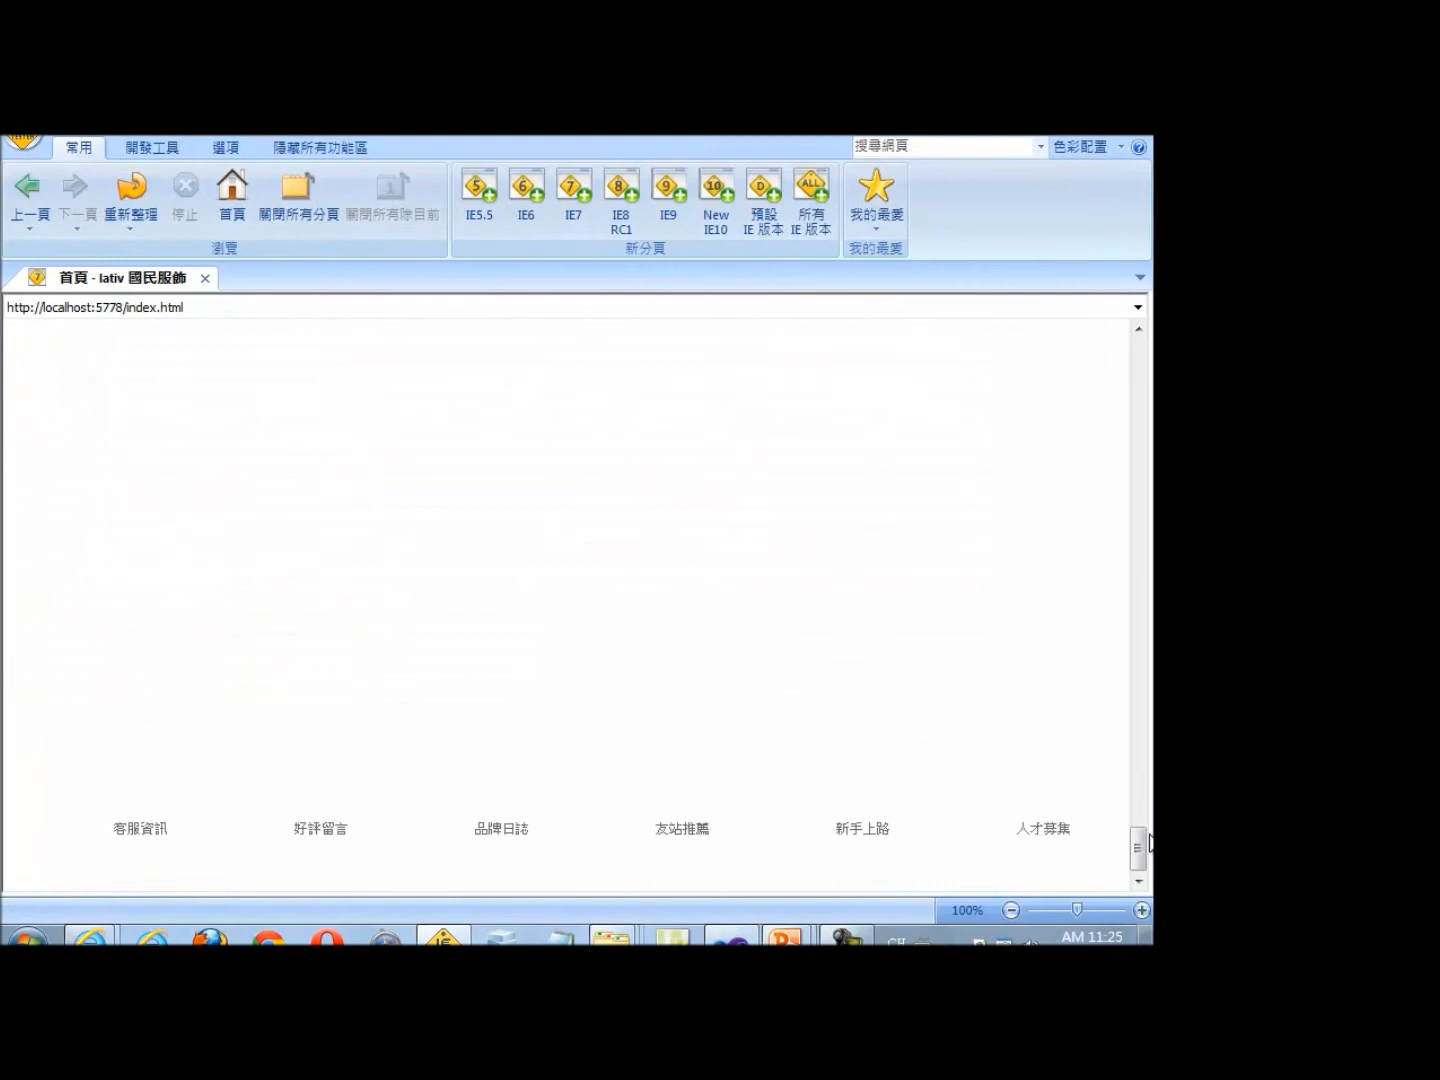 常用 開發工具 選項 隱藏所有功能區 搜尋網頁 色彩配置
上一頁 下一頁 重新整理 停止 首頁 關閉所有分頁 關閉所有除目前 IE5.5 IE6 IE7 IE8 RC1 IE9 New IE10 預設 IE 版本 所有 IE 版本 我的最愛
瀏覽 新分頁 我的最愛
首頁 - lativ 國民服飾
http://localhost:5778/index.html
客服資訊 好評留言 品牌日誌 友站推薦 新手上路 人才募集
100%
CH AM 11:25